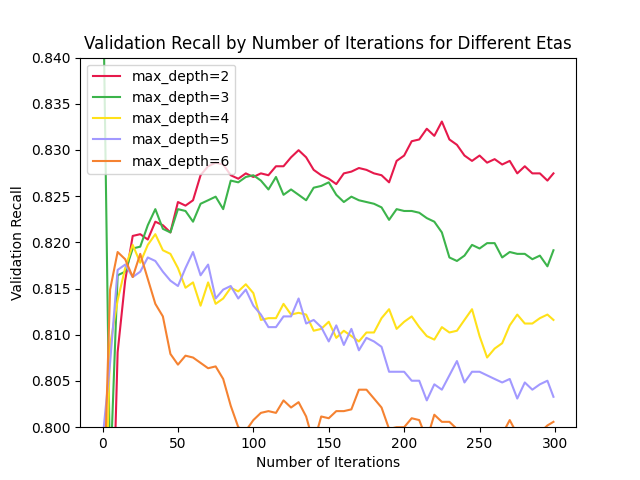 Validation Recall by Number of Iterations for Different Etas
max_depth=2
max_depth=3
max_depth=4
max_depth=5
max_depth=6
Validation Recall
0.840
0.835
0.830
0.825
0.820
0.815
0.810
0.805
0.800
0 50 100 150 200 250 300
Number of Iterations